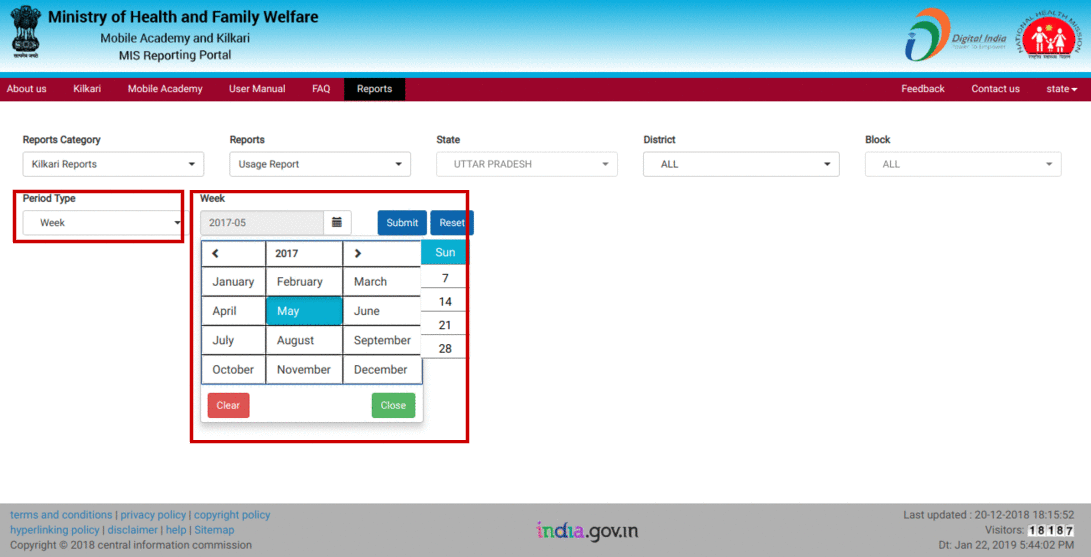 Ministry of Health and Family Welfare
Mobile Academy and Kilkari
MIS Reporting Portal
Digital India
Power To Empower
NATIONAL HEALTH MISSION
About us Kilkari Mobile Academy User Manual FAQ Reports Feedback Contact us state
Reports Category Reports State District Block
Kilkari Reports Usage Report UTTAR PRADESH ALL ALL
Period Type Week
Week 2017-05 Submit Reset
2017 Sun
January February March 7
April May June 14
July August September 21
October November December 28
Clear Close
terms and conditions | privacy policy | copyright policy
hyperlinking policy | disclaimer | help | Sitemap
Copyright © 2018 central information commission
india.gov.in
Last updated : 20-12-2018 18:15:52
Visitors: 18187
Dt: Jan 22, 2019 5:44:02 PM